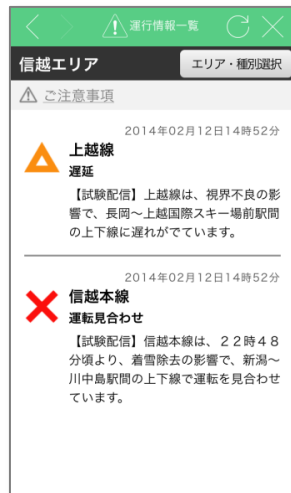 運行情報一覧
信越エリア
エリア・種別選択
ご注意事項
2014年02月12日14時52分
上越線
遅延
【試験配信】上越線は、視界不良の影
響で、長岡～上越国際スキー場前駅間
の上下線に遅れがでています。
2014年02月12日14時52分
信越本線
運転見合わせ
【試験配信】信越本線は、２２時４８
分頃より、着雪除去の影響で、新潟～
川中島駅間の上下線で運転を見合わせ
ています。